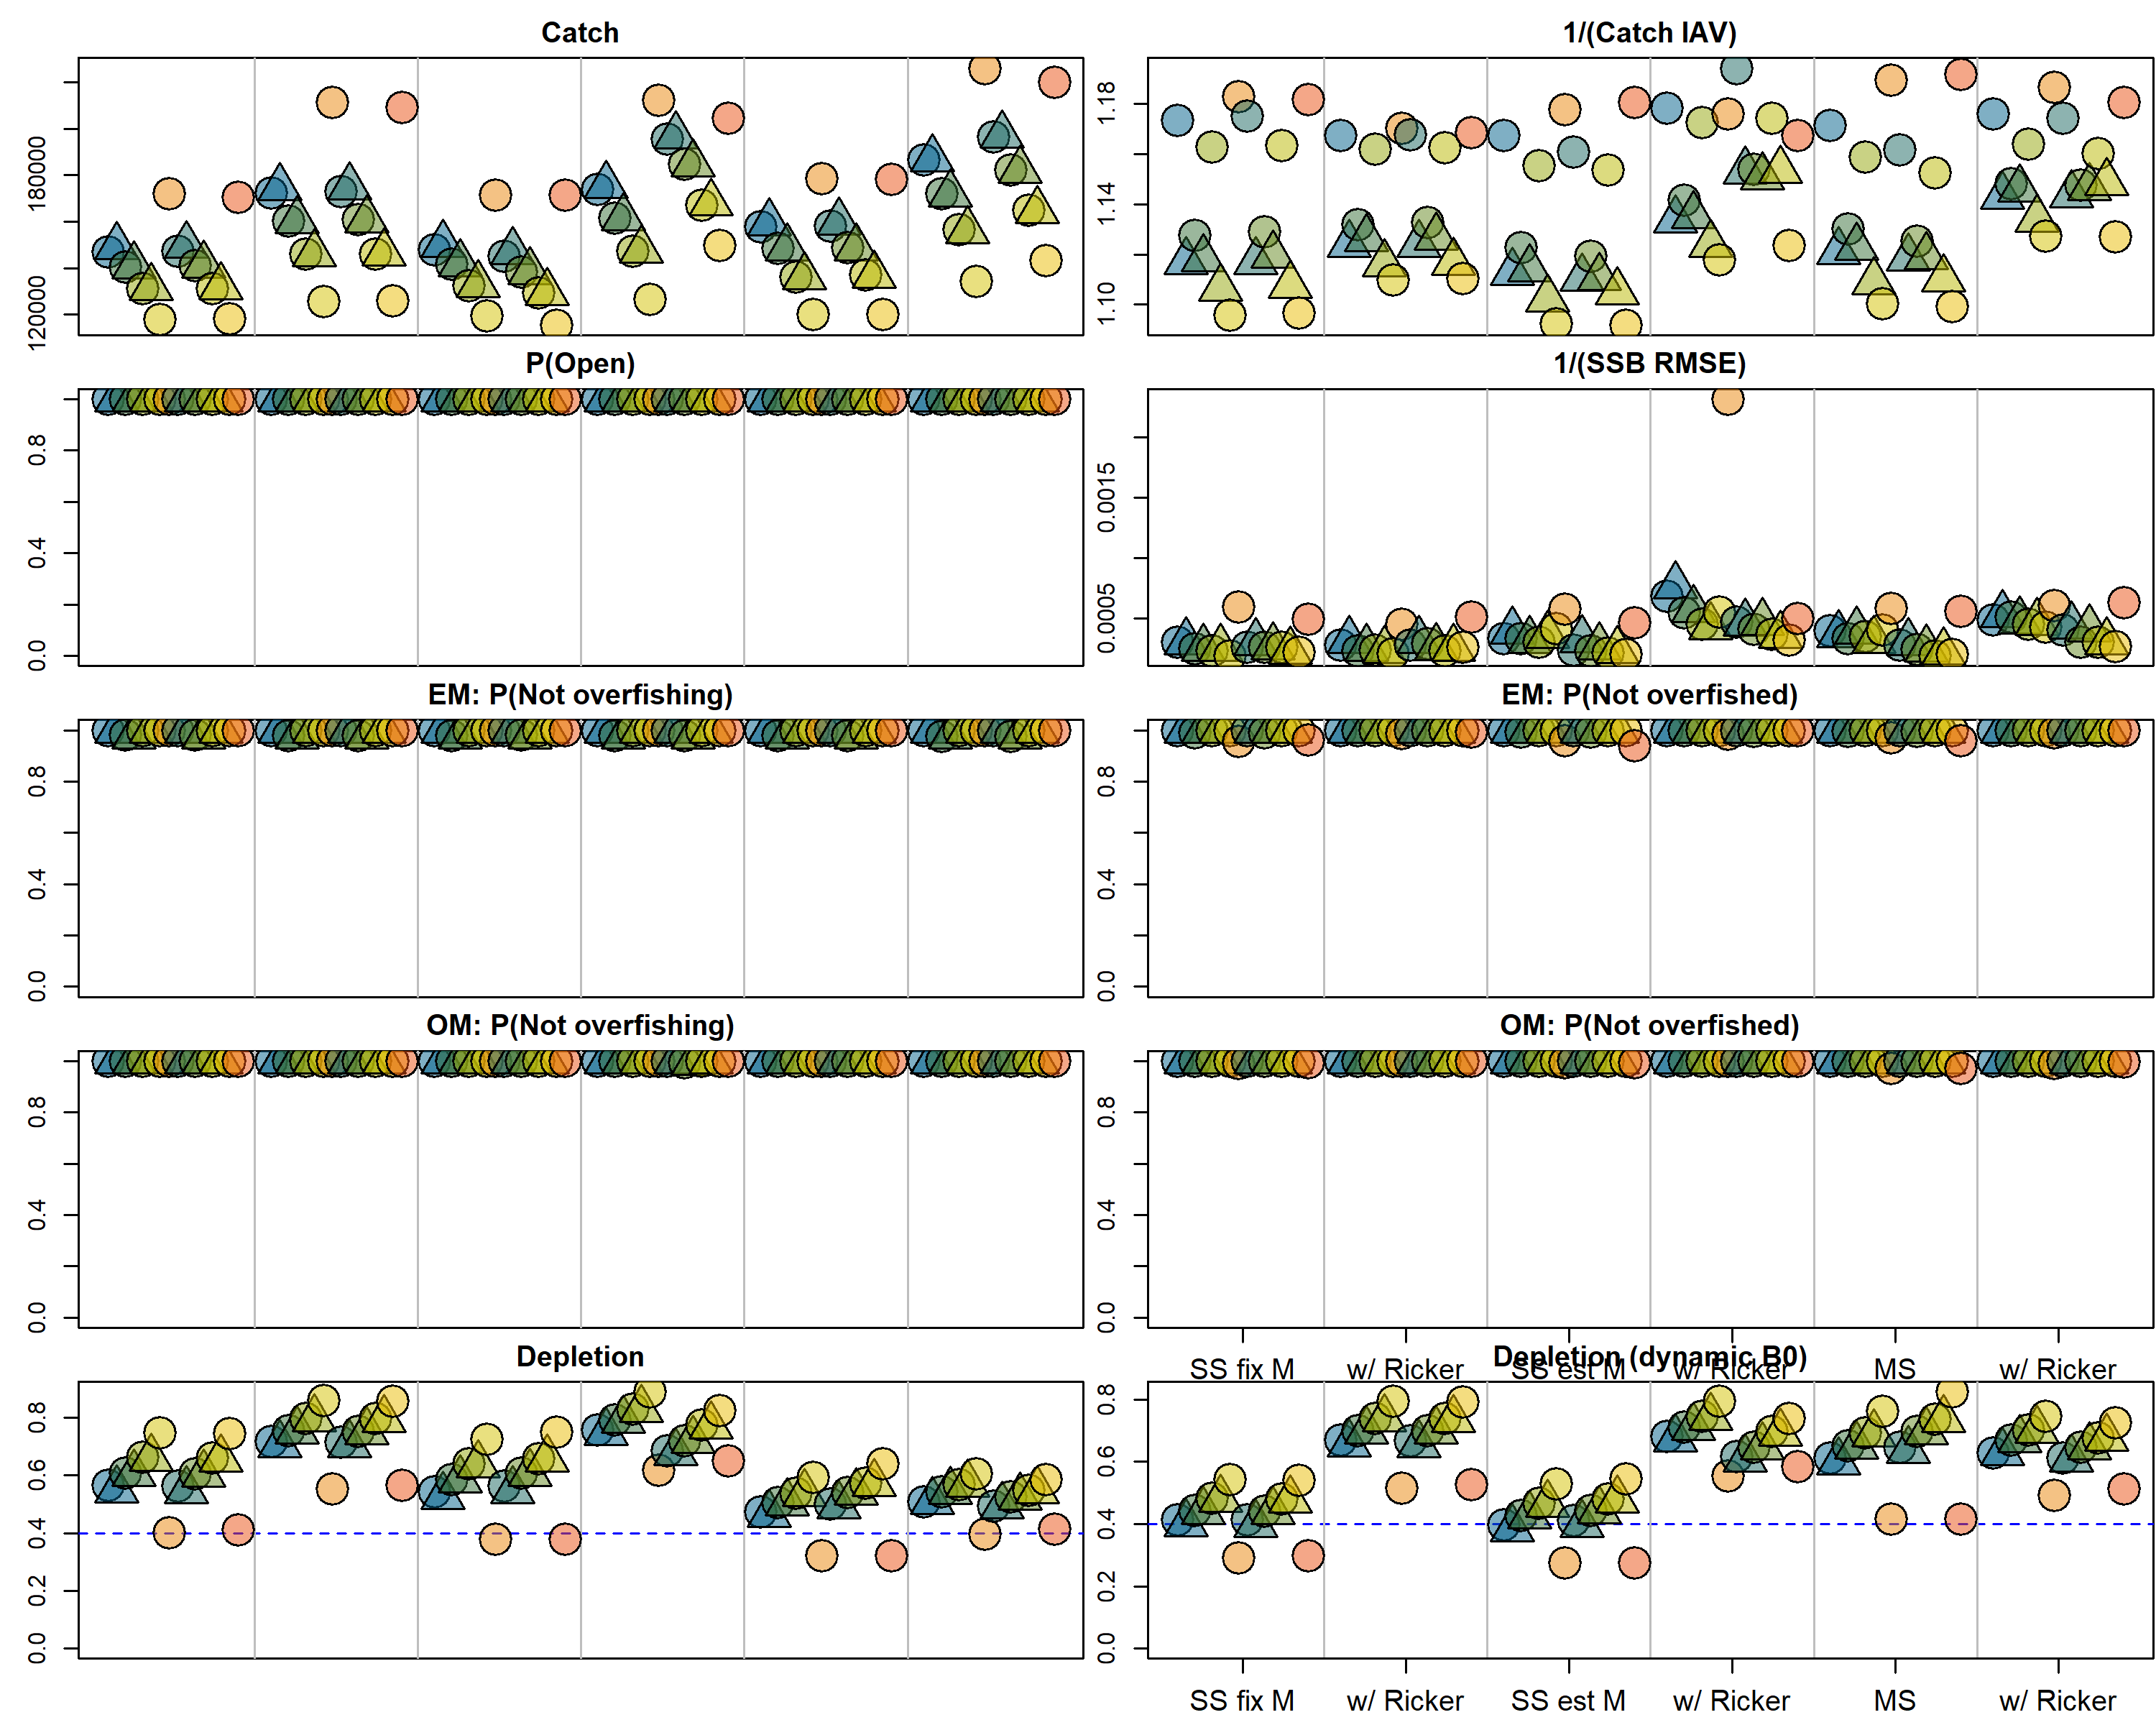 Catch
1/(Catch IAV)
120000 180000
1.10 1.14 1.18
P(Open)
1/(SSB RMSE)
0.0 0.4 0.8
0.0005 0.0015
EM: P(Not overfishing)
EM: P(Not overfished)
0.0 0.4 0.8
0.0 0.4 0.8
OM: P(Not overfishing)
OM: P(Not overfished)
0.0 0.4 0.8
0.0 0.4 0.8
SS fix M w/ Ricker SS est M w/ Ricker MS w/ Ricker
Depletion
Depletion (dynamic B0)
0.0 0.2 0.4 0.6 0.8
0.0 0.2 0.4 0.6 0.8
SS fix M w/ Ricker SS est M w/ Ricker MS w/ Ricker